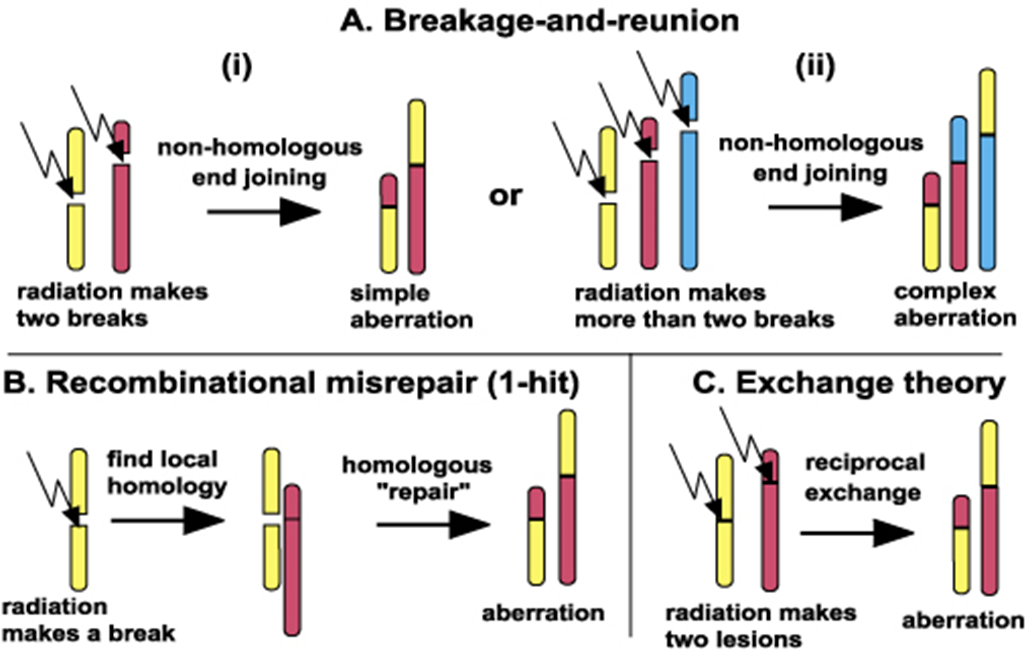 A. Breakage-and-reunion
(i)
non-homologous
end joining
radiation makes
two breaks
simple
aberration
or
(ii)
non-homologous
end joining
radiation makes
more than two breaks
complex
aberration
B. Recombinational misrepair (1-hit)
find local
homology
homologous
"repair"
radiation
makes a break
aberration
C. Exchange theory
reciprocal
exchange
radiation makes
two lesions
aberration